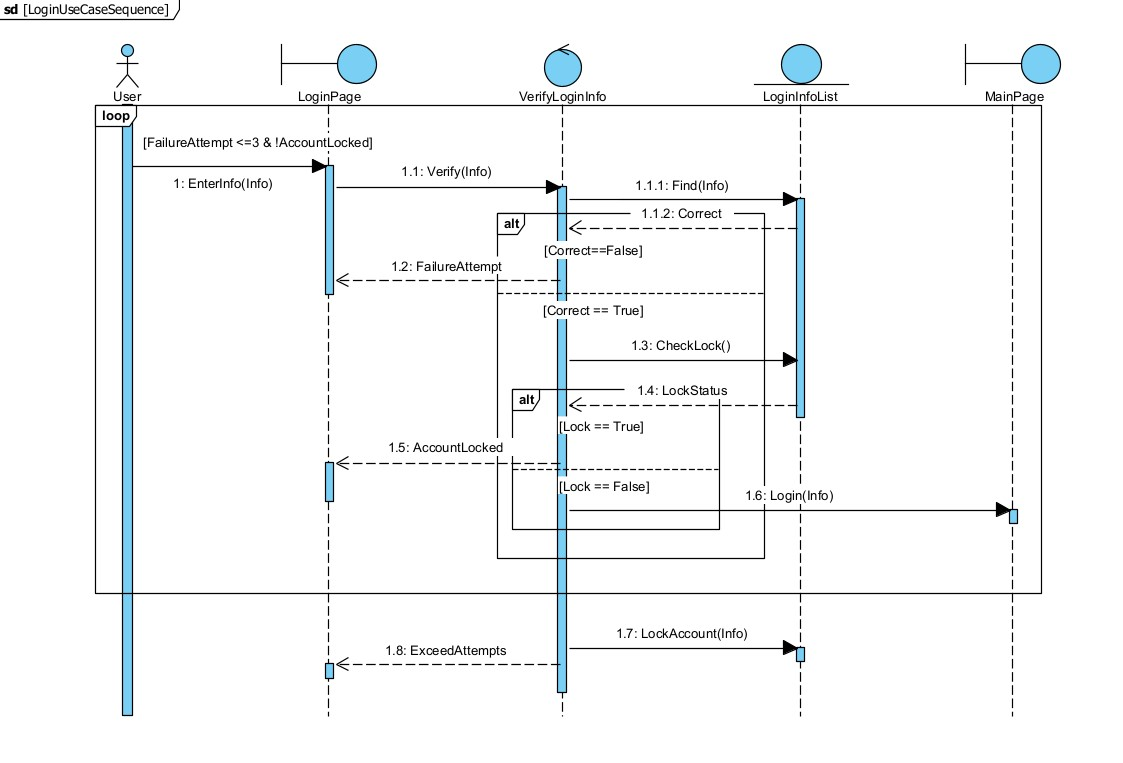 sd [LoginUseCaseSequence]
User
LoginPage
VerifyLoginInfo
LoginInfoList
MainPage
loop
[FailureAttempt <=3 & !AccountLocked]
1: EnterInfo(Info)
1.1: Verify(Info)
1.1.1: Find(Info)
alt
1.1.2: Correct
[Correct==False]
1.2: FailureAttempt
[Correct == True]
1.3: CheckLock()
alt
1.4: LockStatus
[Lock == True]
1.5: AccountLocked
[Lock == False]
1.6: Login(Info)
1.7: LockAccount(Info)
1.8: ExceedAttempts